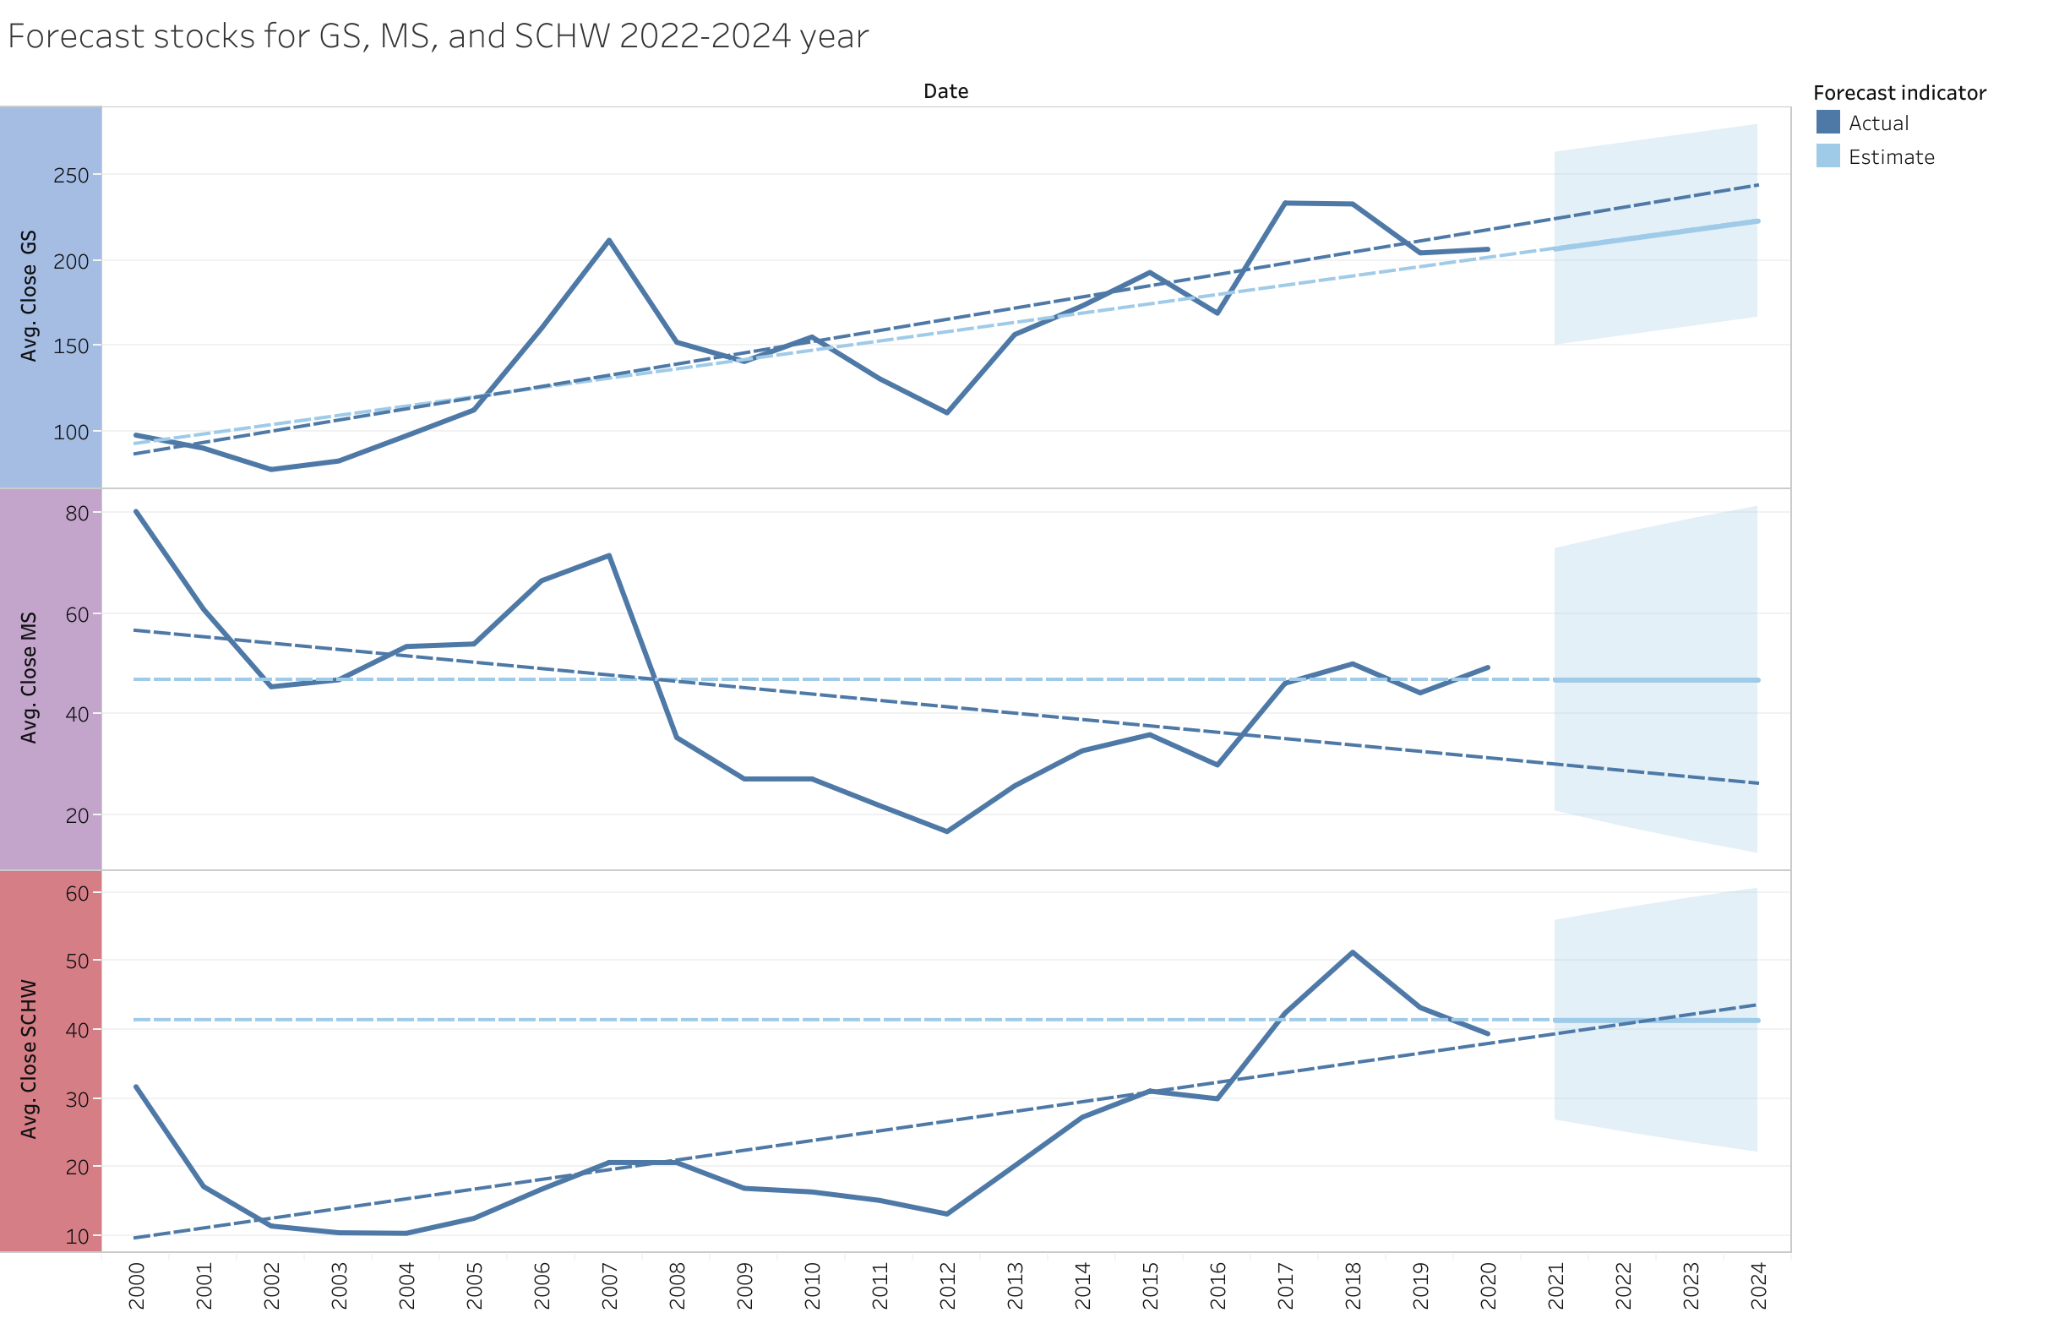 Forecast stocks for GS, MS, and SCHW 2022-2024 year
Date
Forecast indicator
Actual
Estimate
Avg. Close GS
250
200
150
100
Avg. Close MS
80
60
40
20
Avg. Close SCHW
60
50
40
30
20
10
2000 2001 2002 2003 2004 2005 2006 2007 2008 2009 2010 2011 2012 2013 2014 2015 2016 2017 2018 2019 2020 2021 2022 2023 2024